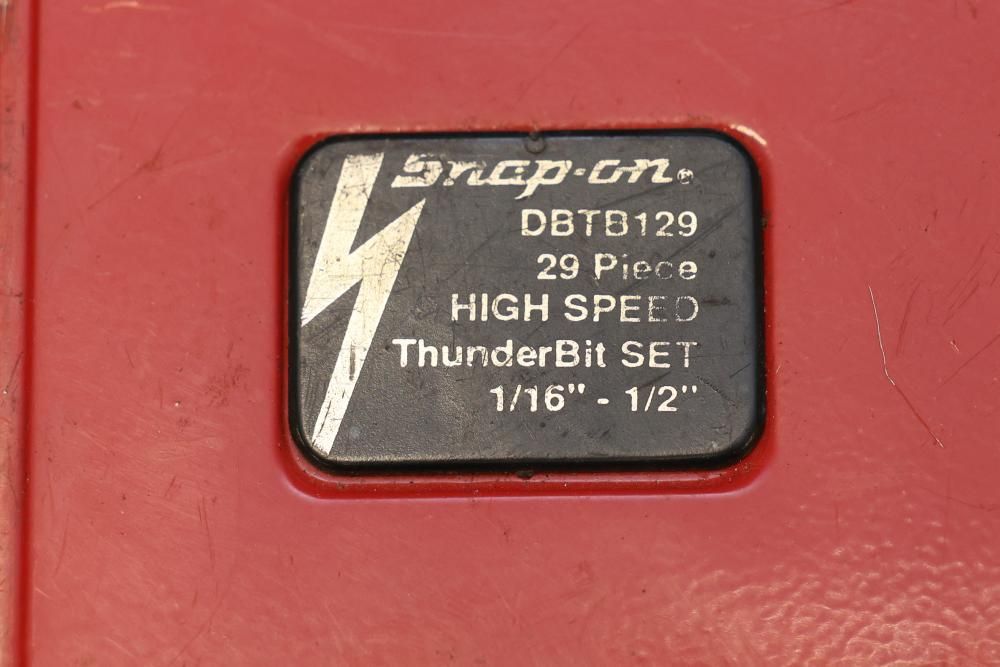 Snap-on®
DBTB129
29 Piece
HIGH SPEED
ThunderBit SET
1/16" - 1/2"